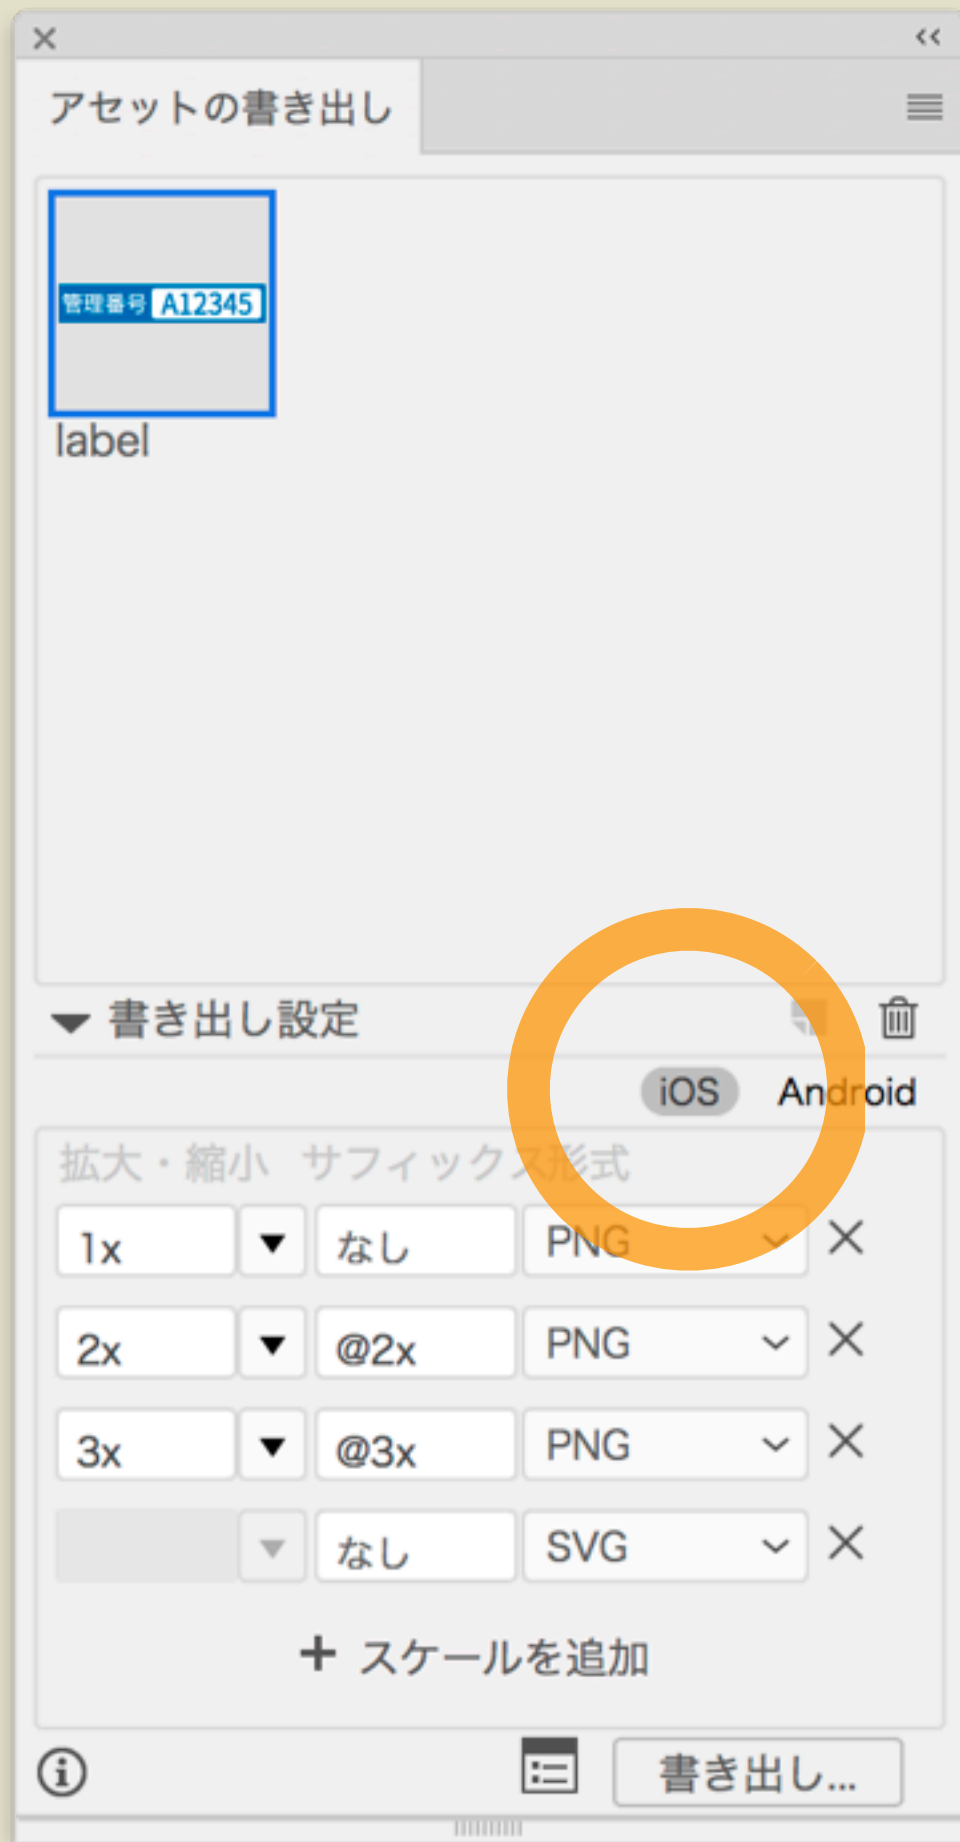 アセットの書き出し
管理番号 A12345
label
書き出し設定
iOS Android
拡大・縮小 サフィックス 形式
1x なし PNG
2x @2x PNG
3x @3x PNG
なし SVG
+ スケールを追加
書き出し...